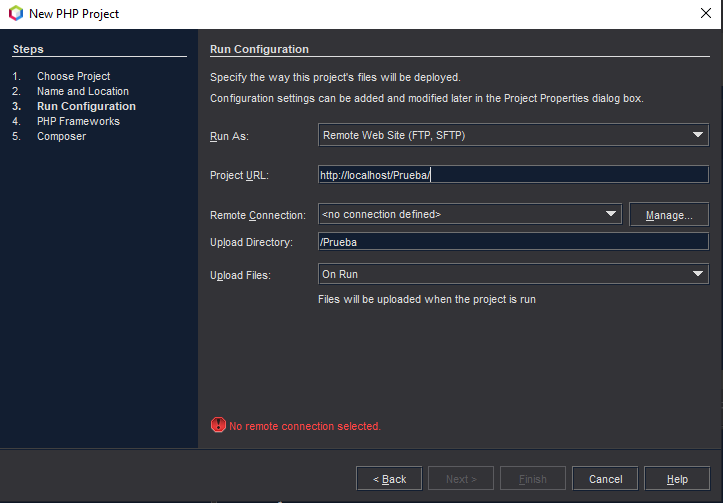 New PHP Project
Steps
1. Choose Project
2. Name and Location
3. Run Configuration
4. PHP Frameworks
5. Composer
Run Configuration
Specify the way this project's files will be deployed.
Configuration settings can be added and modified later in the Project Properties dialog box.
Run As: Remote Web Site (FTP, SFTP)
Project URL: http://localhost/Prueba/
Remote Connection: <no connection defined> Manage...
Upload Directory: /Prueba
Upload Files: On Run
Files will be uploaded when the project is run
No remote connection selected.
< Back Next > Finish Cancel Help